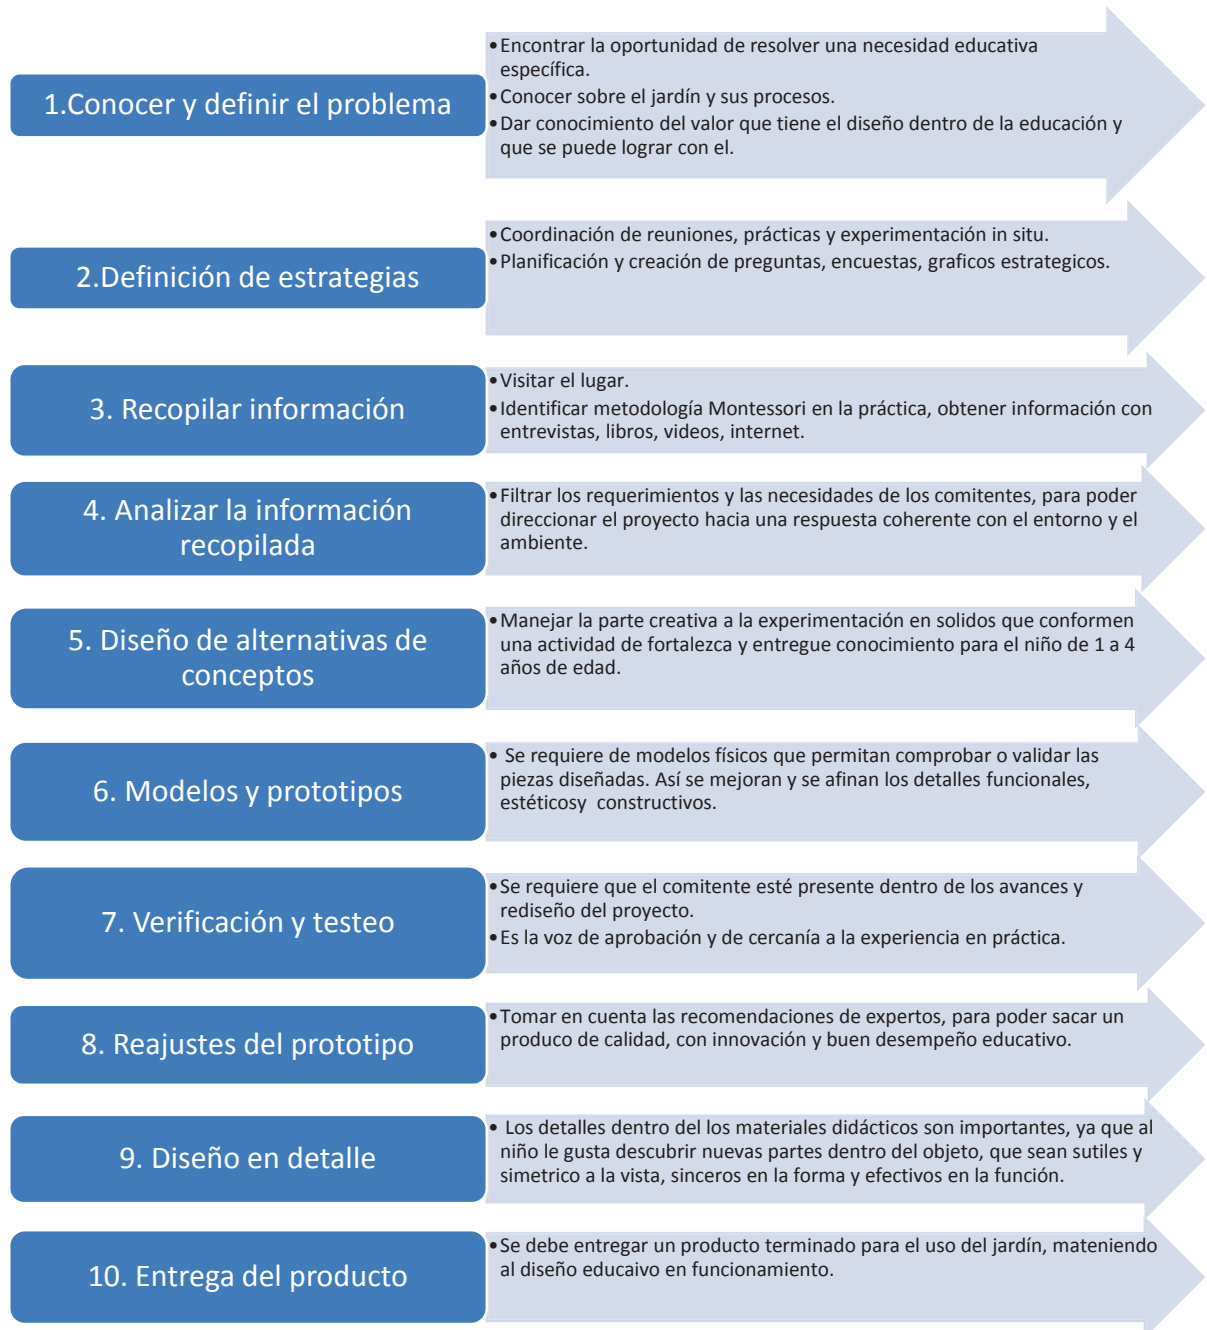 1.Conocer y definir el problema
•Encontrar la oportunidad de resolver una necesidad educativa
específica.
•Conocer sobre el jardín y sus procesos.
•Dar conocimiento del valor que tiene el diseño dentro de la educación y
que se puede lograr con el.
2.Definición de estrategias
•Coordinación de reuniones, prácticas y experimentación in situ.
•Planificación y creación de preguntas, encuestas, graficos estrategicos.
3. Recopilar información
•Visitar el lugar.
•Identificar metodología Montessori en la práctica, obtener información con
entrevistas, libros, videos, internet.
4. Analizar la información
recopilada
•Filtrar los requerimientos y las necesidades de los comitentes, para poder
direccionar el proyecto hacia una respuesta coherente con el entorno y el
ambiente.
5. Diseño de alternativas de
conceptos
•Manejar la parte creativa a la experimentación en solidos que conformen
una actividad de fortalezca y entregue conocimiento para el niño de 1 a 4
años de edad.
6. Modelos y prototipos
• Se requiere de modelos físicos que permitan comprobar o validar las
piezas diseñadas. Así se mejoran y se afinan los detalles funcionales,
estéticosy  constructivos.
7. Verificación y testeo
•Se requiere que el comitente esté presente dentro de los avances y
rediseño del proyecto.
•Es la voz de aprobación y de cercanía a la experiencia en práctica.
8. Reajustes del prototipo
•Tomar en cuenta las recomendaciones de expertos, para poder sacar un
produco de calidad, con innovación y buen desempeño educativo.
9. Diseño en detalle
• Los detalles dentro del los materiales didácticos son importantes, ya que al
niño le gusta descubrir nuevas partes dentro del objeto, que sean sutiles y
simetrico a la vista, sinceros en la forma y efectivos en la función.
10. Entrega del producto
•Se debe entregar un producto terminado para el uso del jardín, mateniendo
al diseño educaivo en funcionamiento.